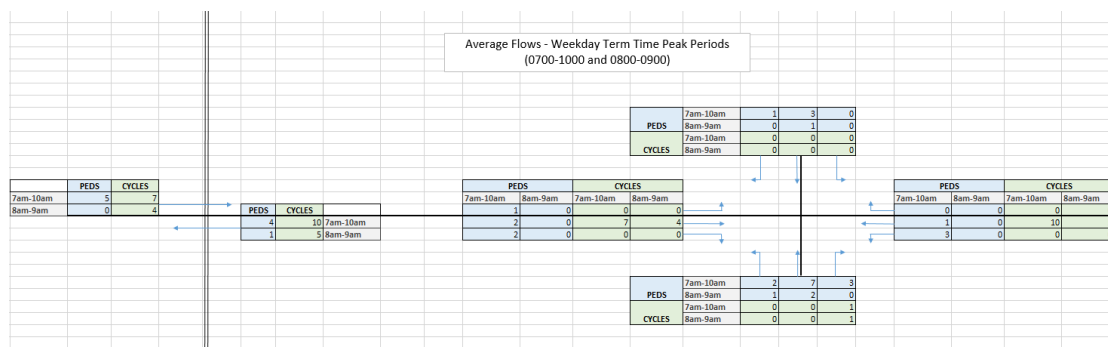 Average Flows - Weekday Term Time Peak Periods
(0700-1000 and 0800-0900)
PEDS 7am-10am 1 3 0
8am-9am 0 1 0
CYCLES 7am-10am 0 0 0
8am-9am 0 0 0
PEDS CYCLES
7am-10am 5 7
8am-9am 0 4
PEDS CYCLES
4 10 7am-10am
1 5 8am-9am
PEDS CYCLES
7am-10am 8am-9am 7am-10am 8am-9am
1 0 0 0
2 0 7 4
2 0 0 0
PEDS CYCLES
7am-10am 8am-9am 7am-10am 8am-9am
0 0 0
1 0 10
3 0 0
PEDS 7am-10am 2 7 3
8am-9am 1 2 0
CYCLES 7am-10am 0 0 1
8am-9am 0 0 1